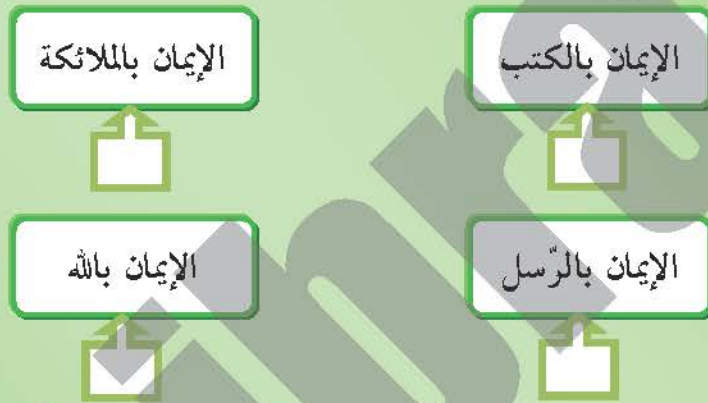 الإيمان بالكتب
الإيمان بالملائكة
الإيمان بالرّسل
الإيمان بالله